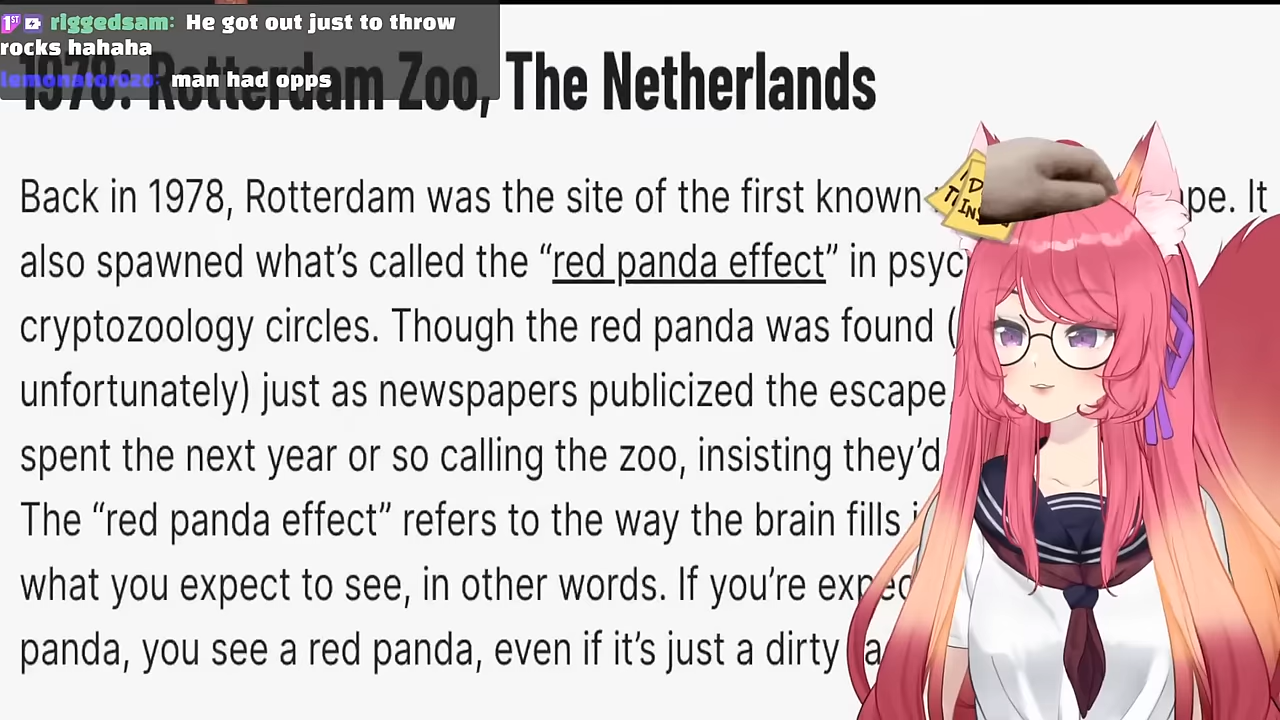 riggedsam: He got out just to throw
rocks hahaha
lemonator020: man had opps
1978: Rotterdam Zoo, The Netherlands
Back in 1978, Rotterdam was the site of the first known pe. It
also spawned what's called the “red panda effect” in psyc
cryptozoology circles. Though the red panda was found (
unfortunately) just as newspapers publicized the escape
spent the next year or so calling the zoo, insisting they'd
The “red panda effect” refers to the way the brain fills i
what you expect to see, in other words. If you're expec
panda, you see a red panda, even if it's just a dirty